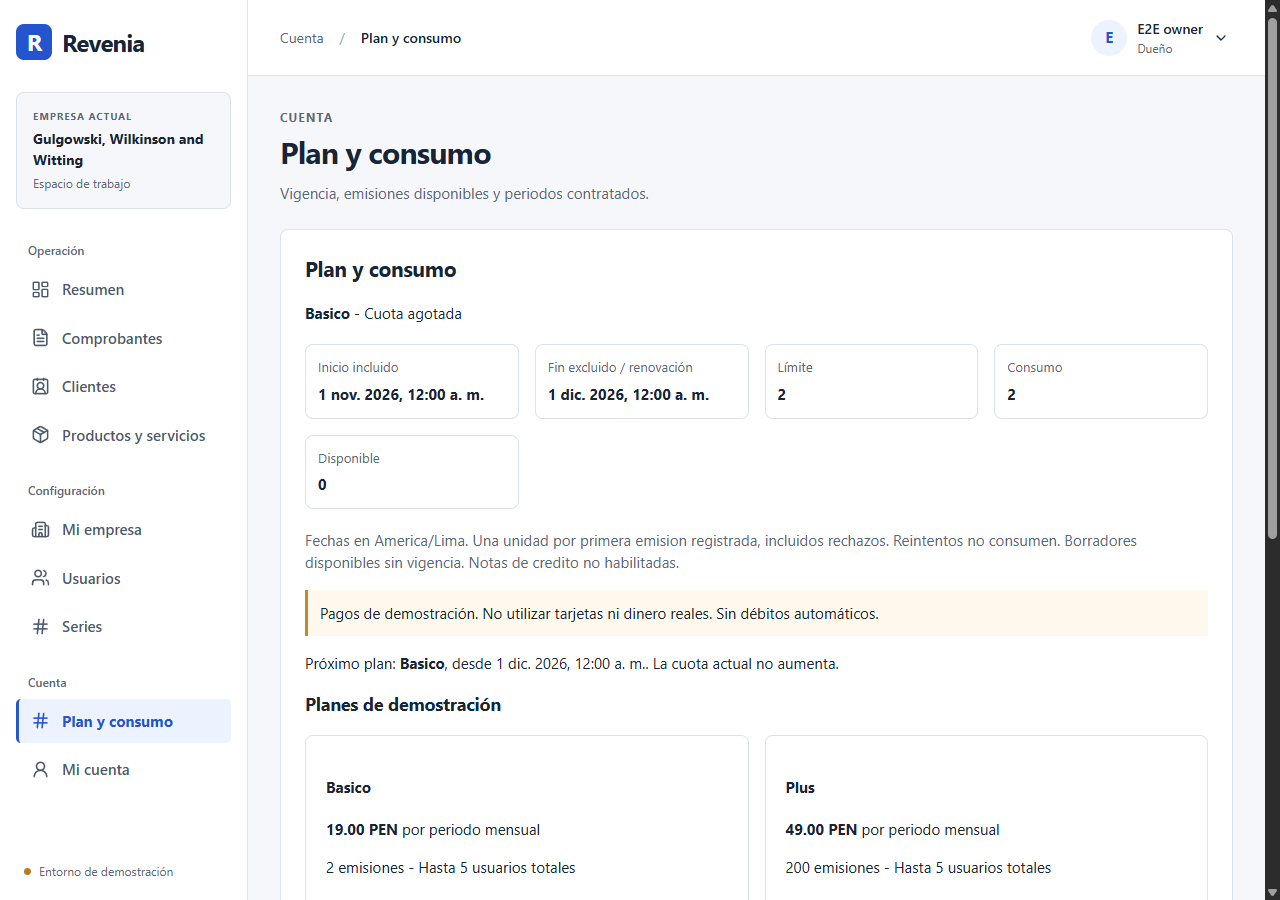 R Revenia
EMPRESA ACTUAL
Gulgowski, Wilkinson and
Witting
Espacio de trabajo
Operación
Resumen
Comprobantes
Clientes
Productos y servicios
Configuración
Mi empresa
Usuarios
Series
Cuenta
Plan y consumo
Mi cuenta
Entorno de demostración
Cuenta / Plan y consumo
E
E2E owner
Dueño
CUENTA
Plan y consumo
Vigencia, emisiones disponibles y periodos contratados.
Plan y consumo
Basico - Cuota agotada
Inicio incluido
1 nov. 2026, 12:00 a. m.
Fin excluido / renovación
1 dic. 2026, 12:00 a. m.
Límite
2
Consumo
2
Disponible
0
Fechas en America/Lima. Una unidad por primera emision registrada, incluidos rechazos. Reintentos no consumen. Borradores
disponibles sin vigencia. Notas de credito no habilitadas.
Pagos de demostración. No utilizar tarjetas ni dinero reales. Sin débitos automáticos.
Próximo plan: Basico, desde 1 dic. 2026, 12:00 a. m.. La cuota actual no aumenta.
Planes de demostración
Basico
19.00 PEN por periodo mensual
2 emisiones - Hasta 5 usuarios totales
Plus
49.00 PEN por periodo mensual
200 emisiones - Hasta 5 usuarios totales